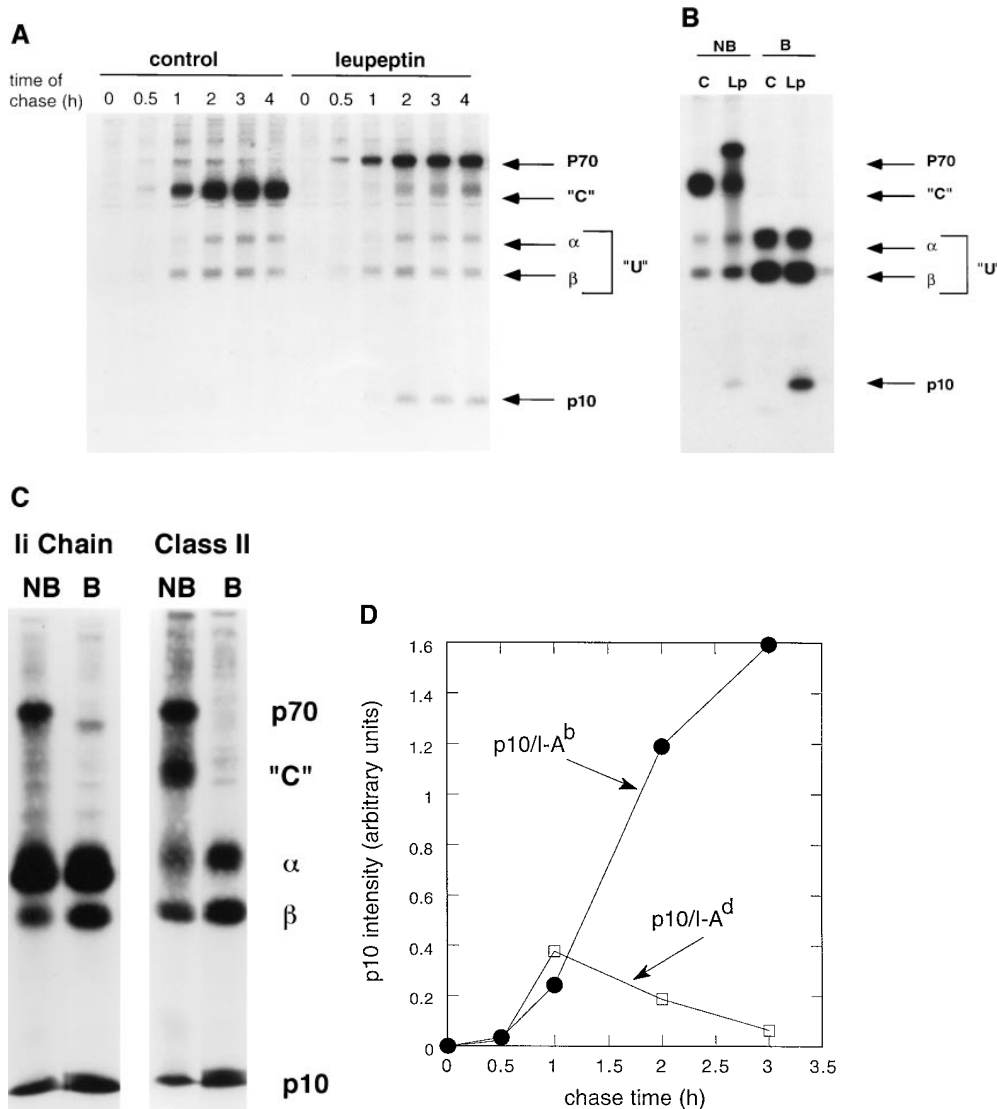 A
control leupeptin
time of
chase (h) 0 0.5 1 2 3 4 0 0.5 1 2 3 4
P70
"C"
α
"U"
β
p10
B
NB B
C Lp C Lp
P70
"C"
α
"U"
β
p10
C
Ii Chain Class II
NB B NB B
p70
"C"
α
β
p10
D
1.6
1.4
1.2
1
0.8
0.6
0.4
0.2
0
p10 intensity (arbitrary units)
p10/I-Ab
p10/I-Ad
0 0.5 1 1.5 2 2.5 3 3.5
chase time (h)